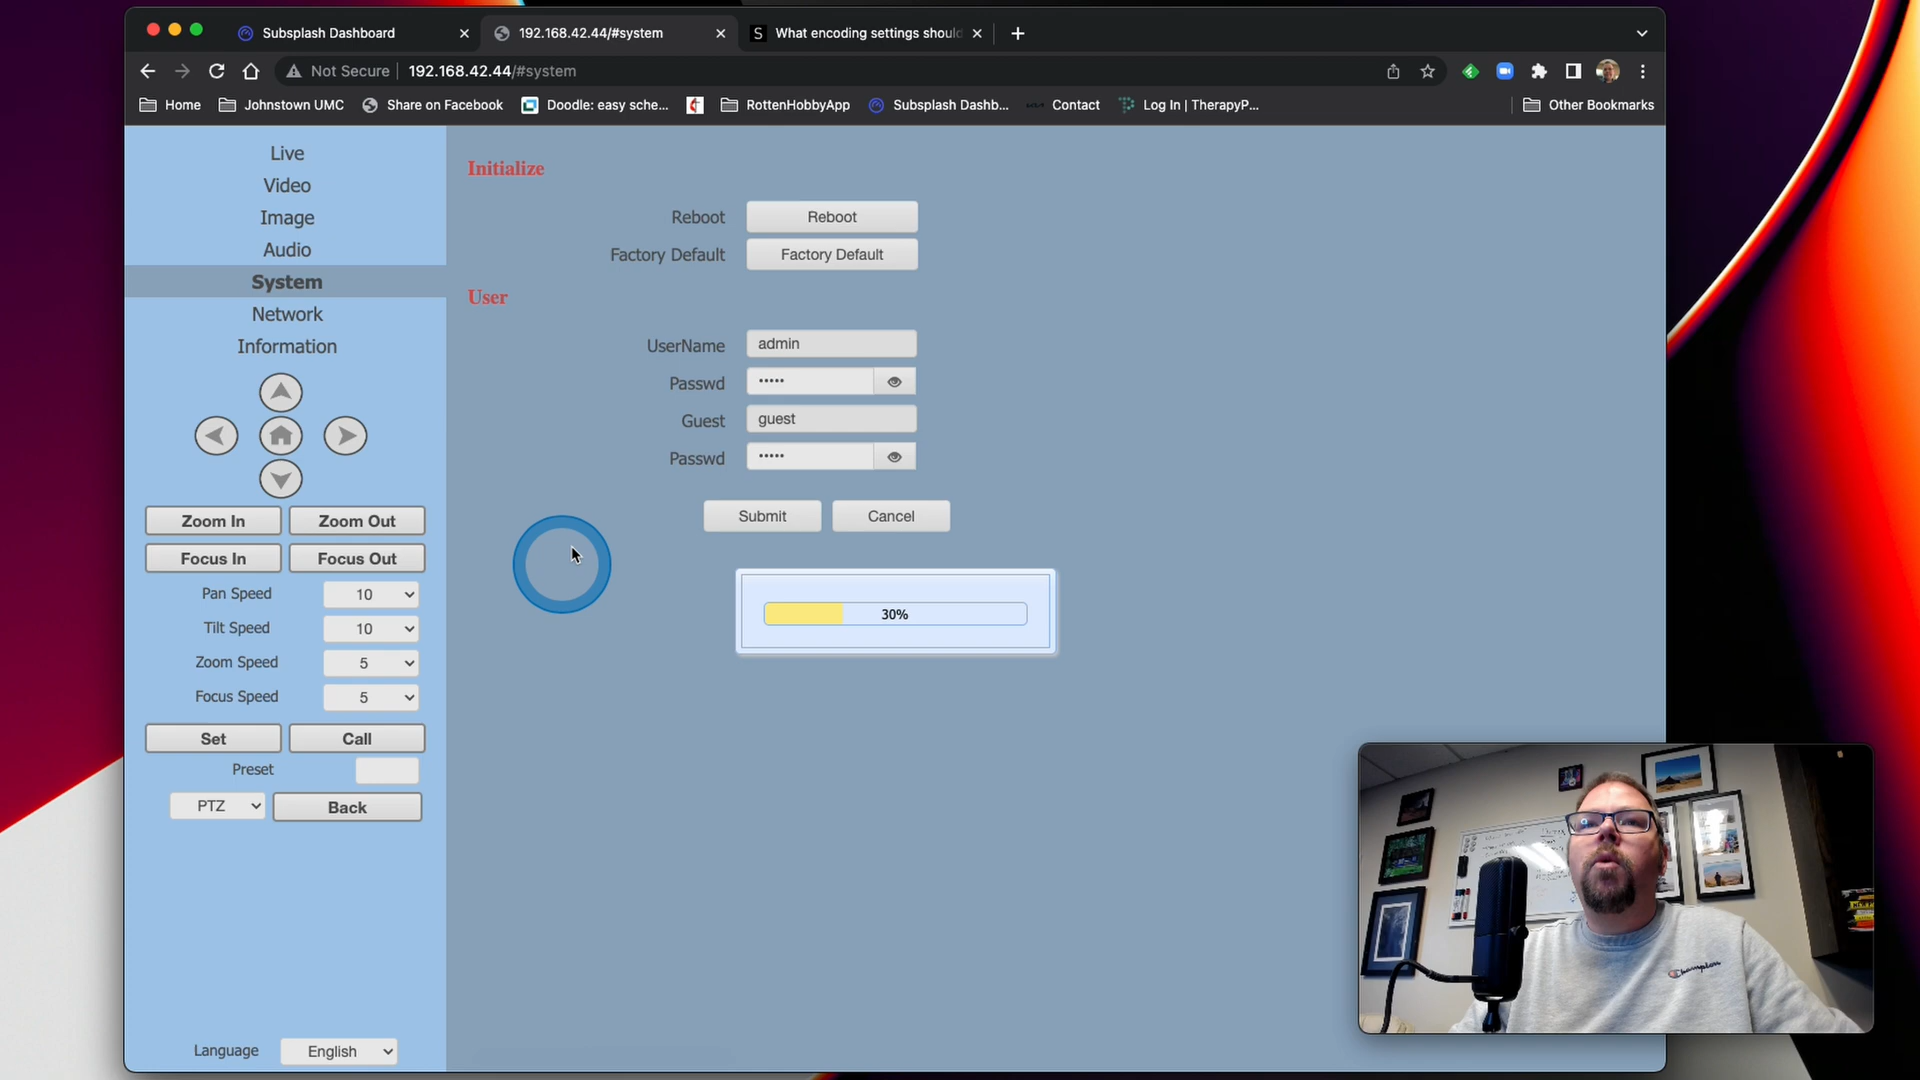 Subsplash Dashboard
192.168.42.44/#system
What encoding settings should
Not Secure
192.168.42.44/#system
Home
Johnstown UMC
Share on Facebook
Doodle: easy sche...
RottenHobbyApp
Subsplash Dashb...
Contact
Log In | TherapyP...
Other Bookmarks
Live
Video
Image
Audio
System
Network
Information
Zoom In
Zoom Out
Focus In
Focus Out
Pan Speed
10
Tilt Speed
10
Zoom Speed
5
Focus Speed
5
Set
Call
Preset
PTZ
Back
Language
English
Initialize
Reboot
Reboot
Factory Default
Factory Default
User
UserName
admin
Passwd
•••••
Guest
guest
Passwd
•••••
Submit
Cancel
30%
Champion